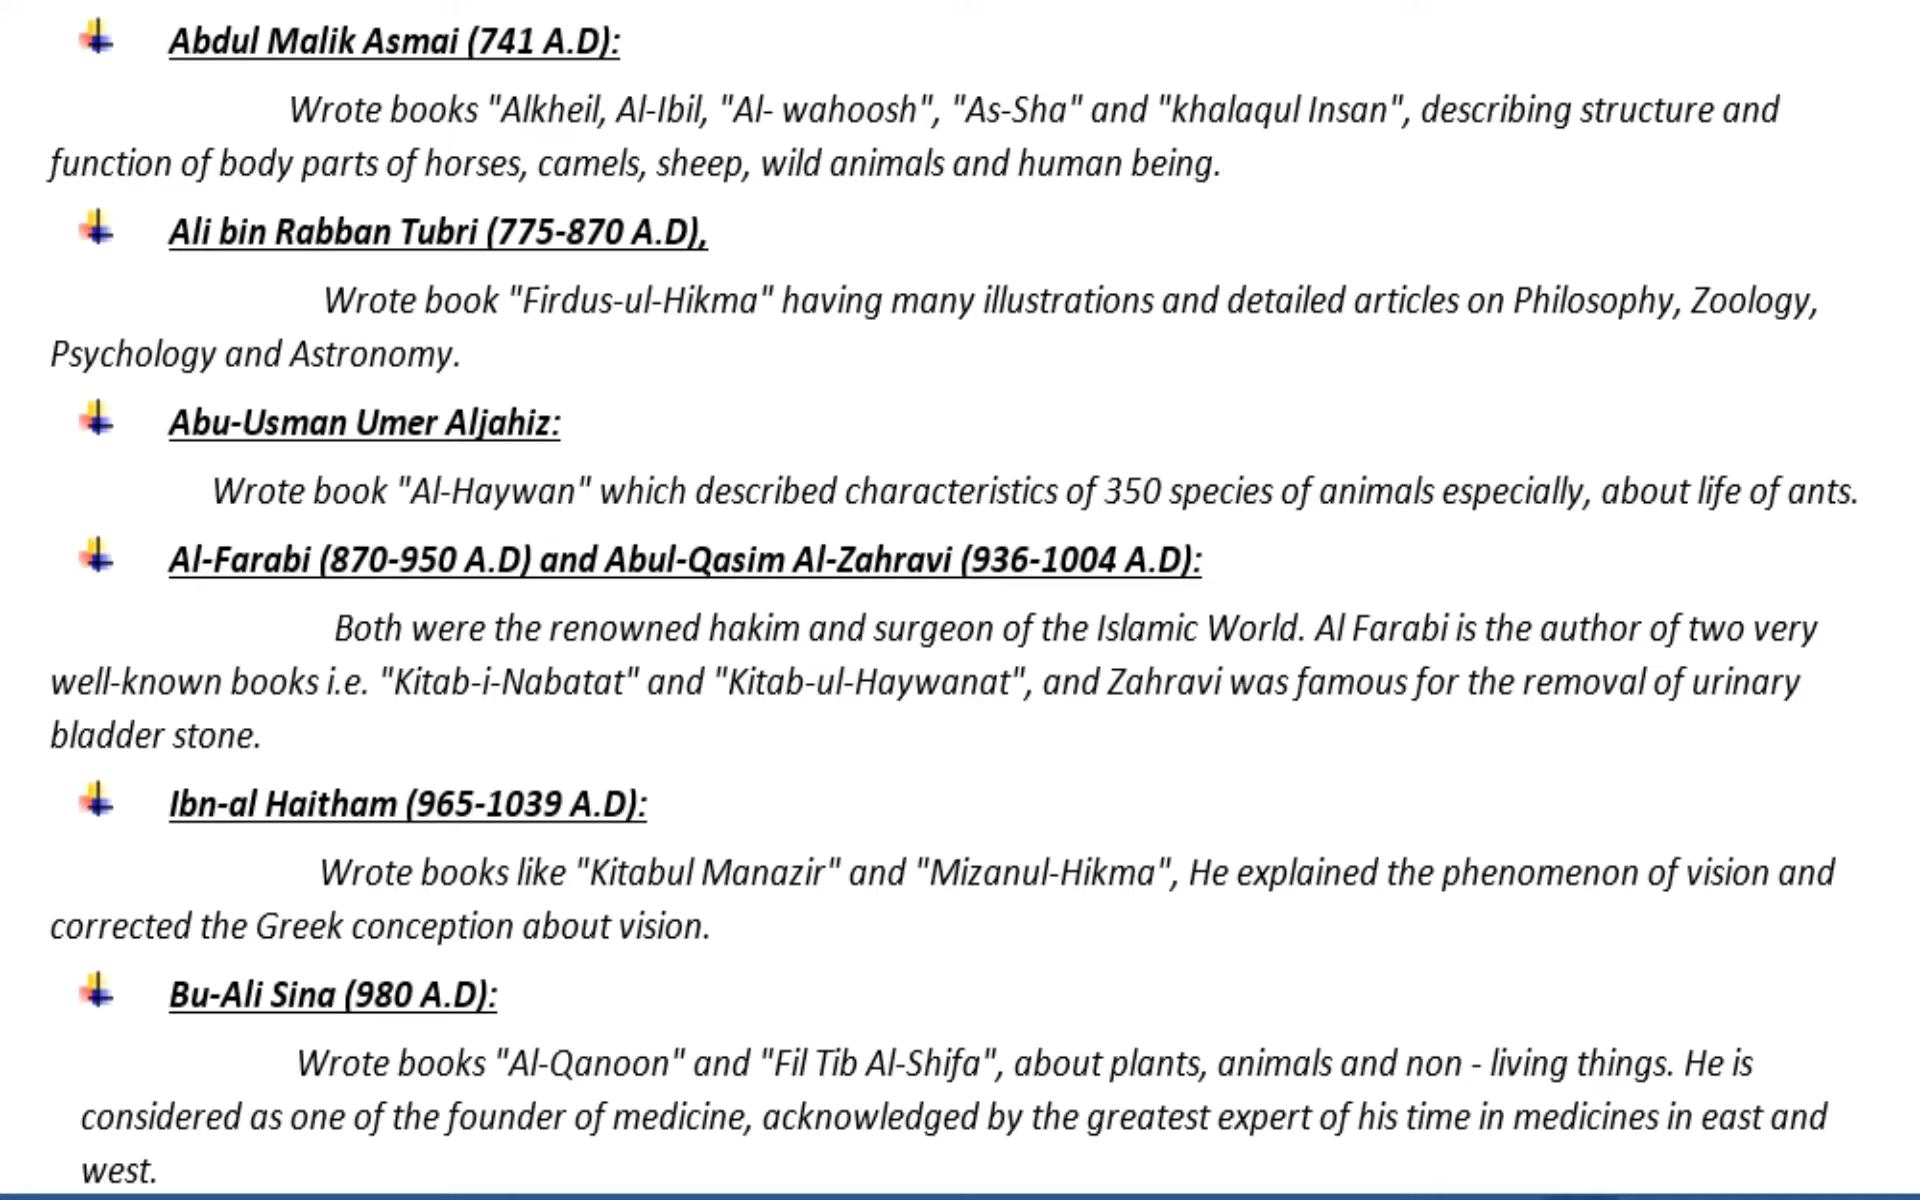 Abdul Malik Asmai (741 A.D):
Wrote books "Alkheil, Al-Ibil, "Al- wahoosh", "As-Sha" and "khalaqul Insan", describing structure and
function of body parts of horses, camels, sheep, wild animals and human being.
Ali bin Rabban Tubri (775-870 A.D),
Wrote book "Firdus-ul-Hikma" having many illustrations and detailed articles on Philosophy, Zoology,
Psychology and Astronomy.
Abu-Usman Umer Aljahiz:
Wrote book "Al-Haywan" which described characteristics of 350 species of animals especially, about life of ants.
Al-Farabi (870-950 A.D) and Abul-Qasim Al-Zahravi (936-1004 A.D):
Both were the renowned hakim and surgeon of the Islamic World. Al Farabi is the author of two very
well-known books i.e. "Kitab-i-Nabatat" and "Kitab-ul-Haywanat", and Zahravi was famous for the removal of urinary
bladder stone.
Ibn-al Haitham (965-1039 A.D):
Wrote books like "Kitabul Manazir" and "Mizanul-Hikma", He explained the phenomenon of vision and
corrected the Greek conception about vision.
Bu-Ali Sina (980 A.D):
Wrote books "Al-Qanoon" and "Fil Tib Al-Shifa", about plants, animals and non - living things. He is
considered as one of the founder of medicine, acknowledged by the greatest expert of his time in medicines in east and
west.